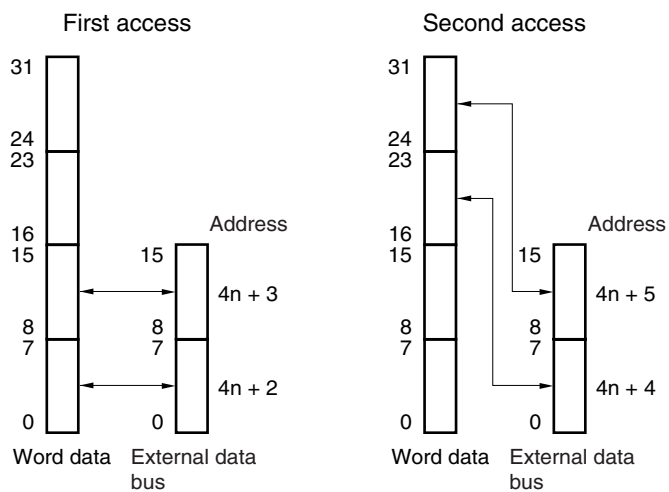 First access
31
24
23
16
15
8
7
0
Address
15
4n + 3
8
7
4n + 2
0
Word data
External data
bus
Second access
31
24
23
16
15
8
7
0
Address
15
4n + 5
8
7
4n + 4
0
Word data
External data
bus